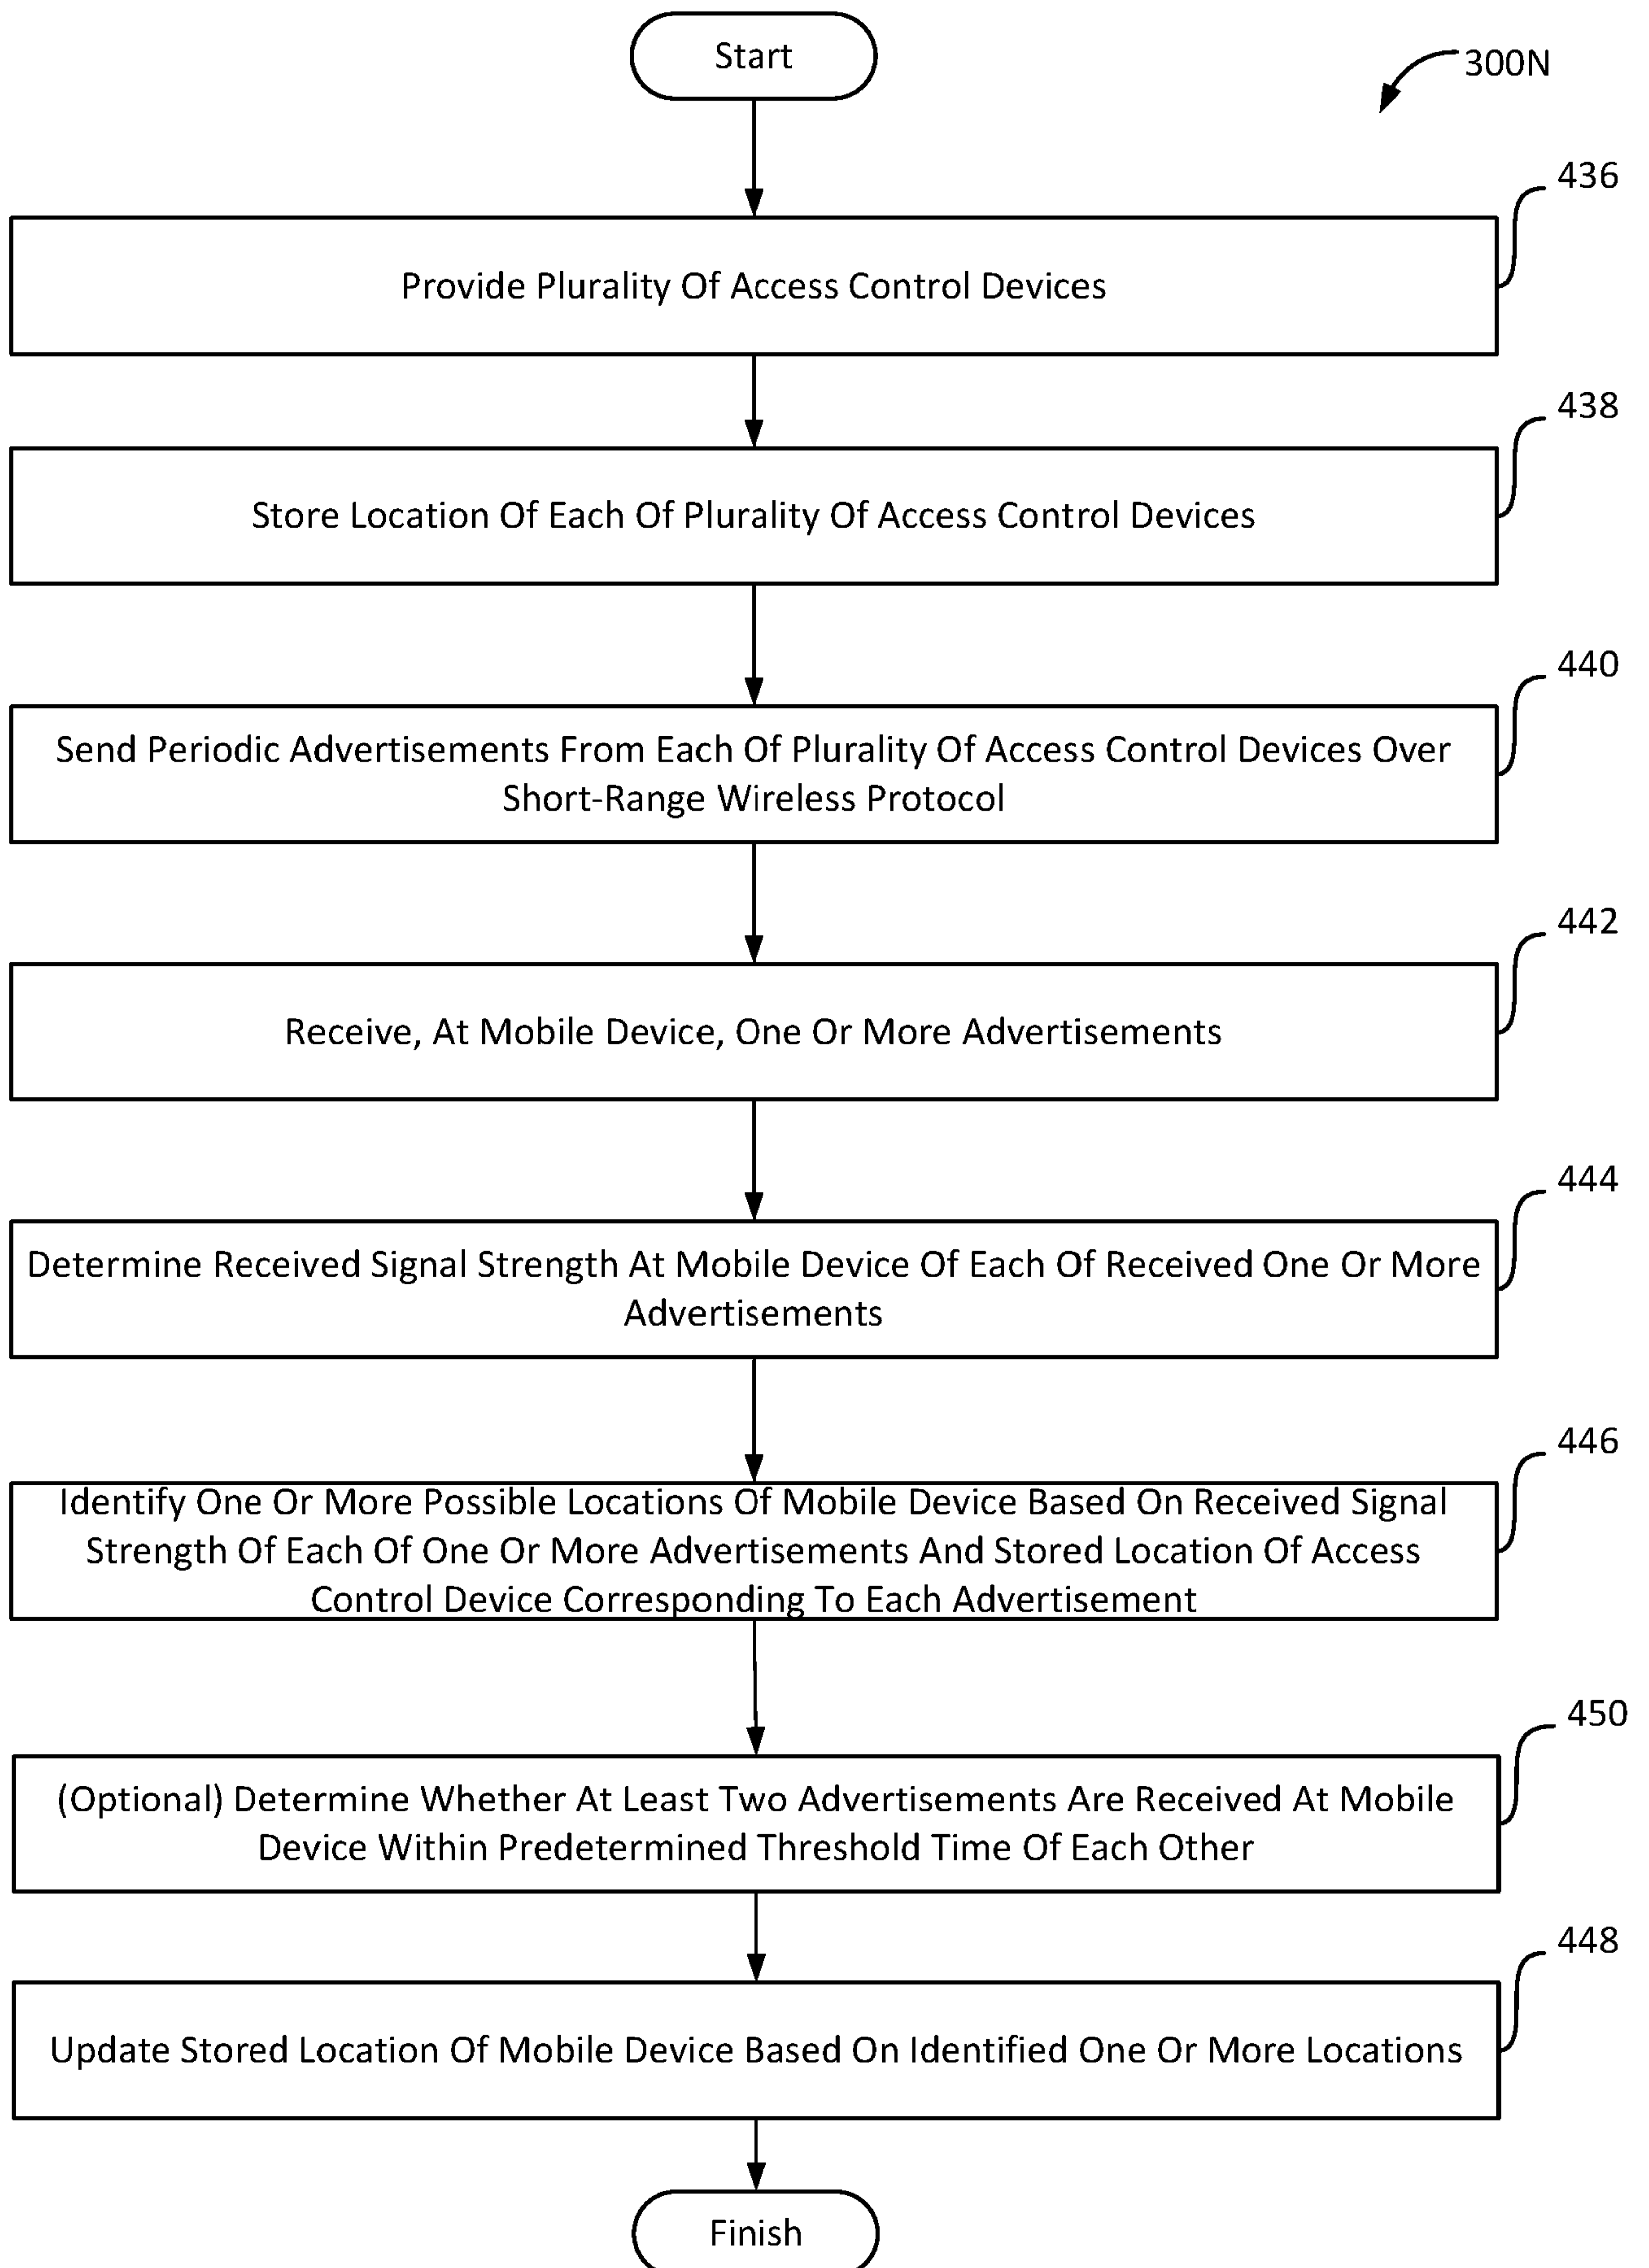 Start
300N
436
Provide Plurality Of Access Control Devices
438
Store Location Of Each Of Plurality Of Access Control Devices
440
Send Periodic Advertisements From Each Of Plurality Of Access Control Devices Over
Short-Range Wireless Protocol
442
Receive, At Mobile Device, One Or More Advertisements
444
Determine Received Signal Strength At Mobile Device Of Each Of Received One Or More
Advertisements
446
Identify One Or More Possible Locations Of Mobile Device Based On Received Signal
Strength Of Each Of One Or More Advertisements And Stored Location Of Access
Control Device Corresponding To Each Advertisement
450
(Optional) Determine Whether At Least Two Advertisements Are Received At Mobile
Device Within Predetermined Threshold Time Of Each Other
448
Update Stored Location Of Mobile Device Based On Identified One Or More Locations
Finish